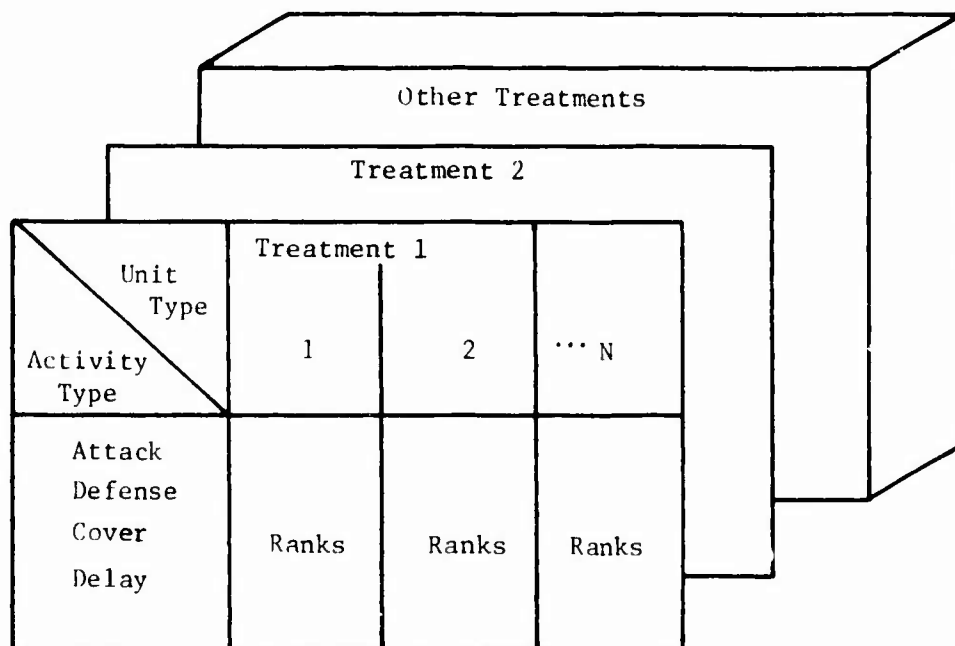 Other Treatments
Treatment 2
Treatment 1
Unit
Type
Activity
Type
1
2
... N
Attack
Defense
Cover
Delay
Ranks
Ranks
Ranks